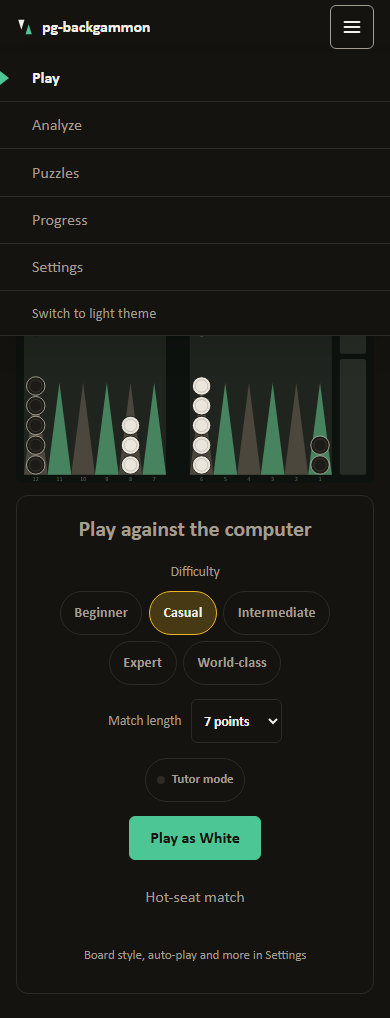 pg-backgammon
Play
Analyze
Puzzles
Progress
Settings
Switch to light theme
12 11 10 9 8 7 6 5 4 3 2 1
Play against the computer
Difficulty
Beginner Casual Intermediate
Expert World-class
Match length 7 points
Tutor mode
Play as White
Hot-seat match
Board style, auto-play and more in Settings